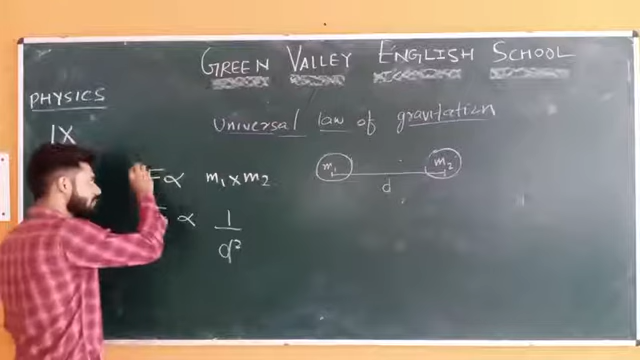 GREEN VALLEY ENGLISH SCHOOL
PHYSICS
IX
Universal law of gravitation
F ∝ m₁ x m₂
∝ 1/d²
m₁ m₂
d